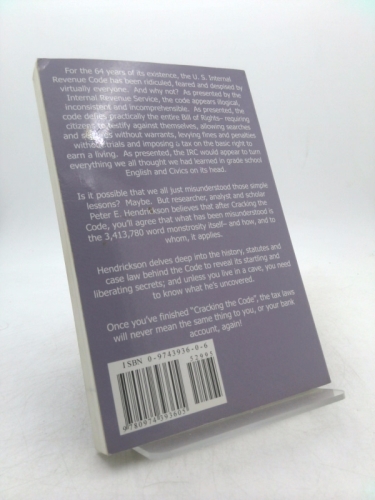 For the 64 years of its existence, the U. S. Internal
Revenue Code has been ridiculed, feared and despised by
virtually everyone. And why not? As presented by the
Internal Revenue Service, the code appears illogical,
inconsistent and incomprehensible. As presented, the
code defies practically the entire Bill of Rights– requiring
citizens to testify against themselves, allowing searches
and seizures without warrants, levying fines and penalties
without trials and imposing a tax on the basic right to
earn a living. As presented, the IRC would appear to turn
everything we all thought we had learned in grade school
English and Civics on its head.
Is it possible that we all just misunderstood those simple
lessons? Maybe. But researcher, analyst and scholar
Peter E. Hendrickson believes that after Cracking the
Code, you'll agree that what has been misunderstood is
the 3,413,780 word monstrosity itself– and how, and to
whom, it applies.
Hendrickson delves deep into the history, statutes and
case law behind the Code to reveal its startling and
liberating secrets; and unless you live in a cave, you need
to know what he's uncovered.
Once you've finished "Cracking the Code", the tax laws
will never mean the same thing to you, or your bank
account, again!
ISBN 0-9743936-0-6
52995
9780974393605